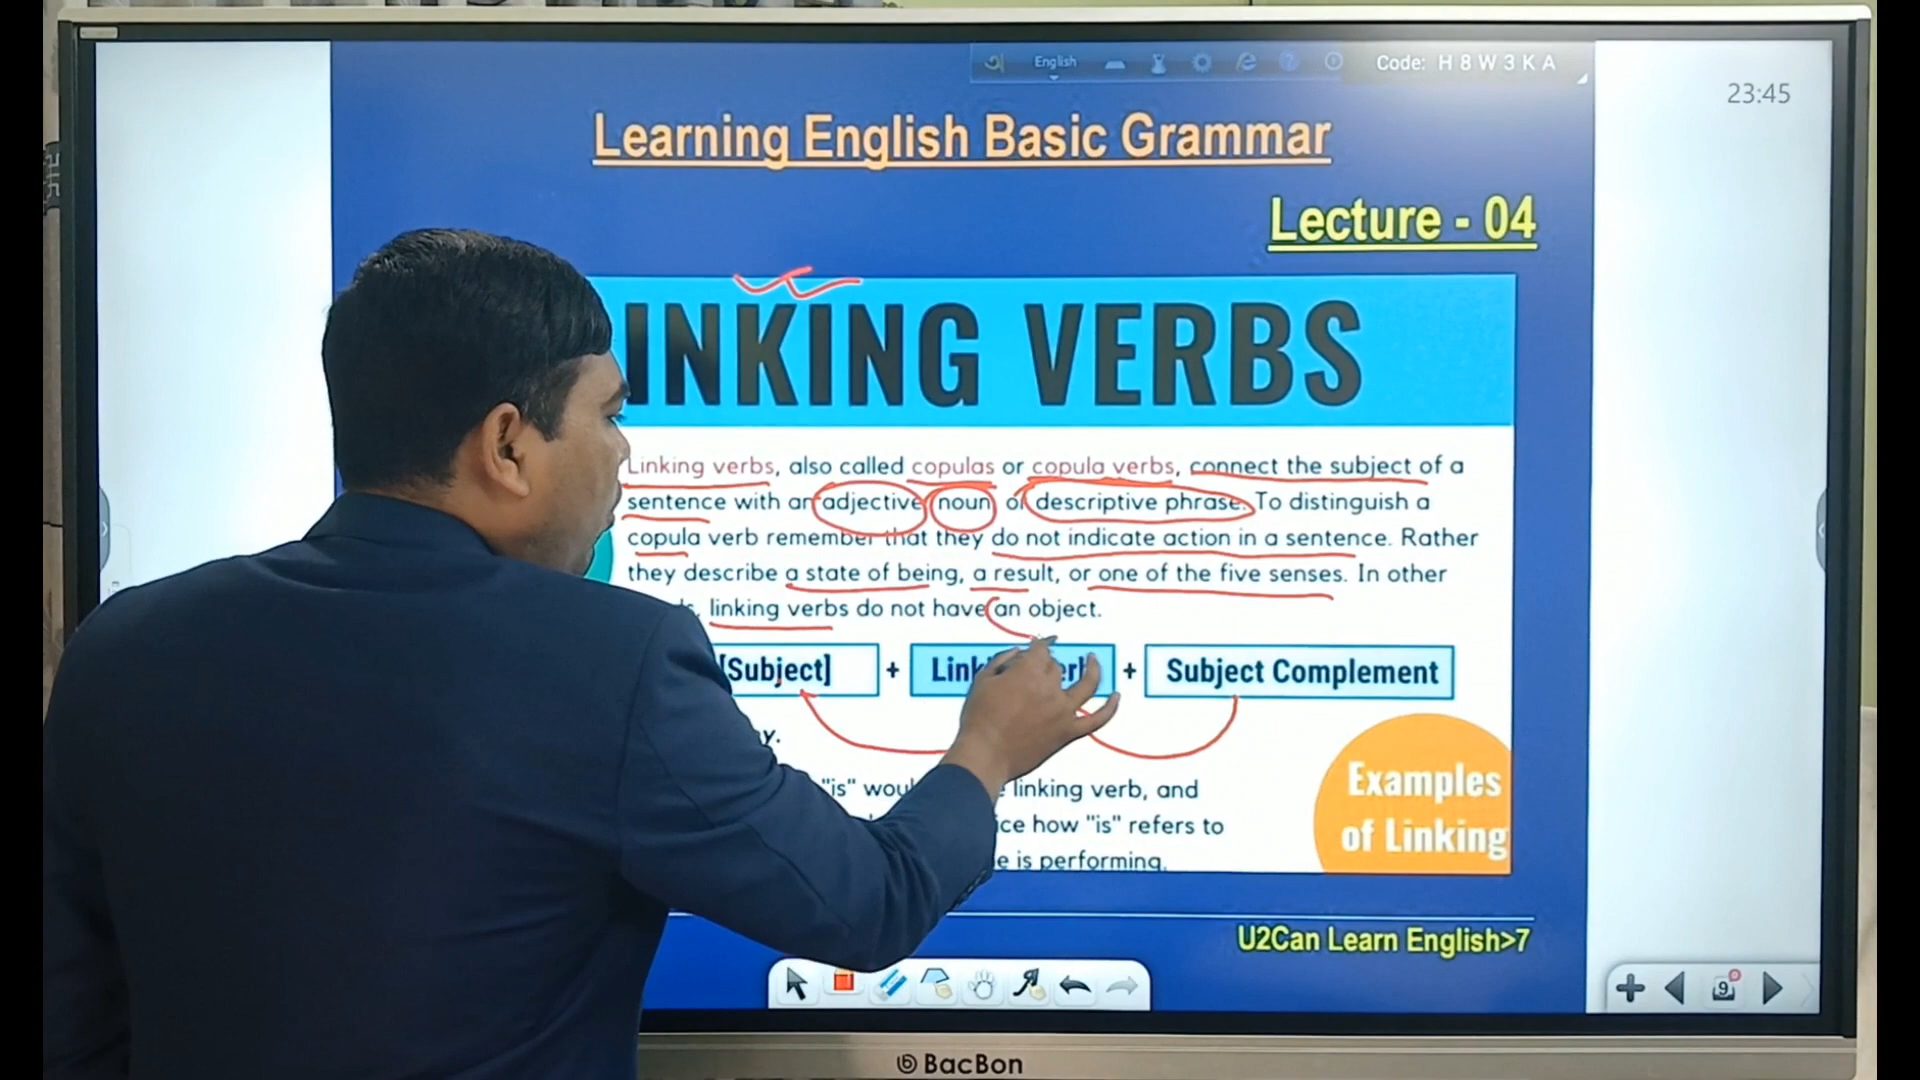 English
Code: H 8 W 3 K A
23:45
Learning English Basic Grammar
Lecture - 04
INKING VERBS
Linking verbs, also called copulas or copula verbs, connect the subject of a
sentence with an adjective noun or descriptive phrase. To distinguish a
copula verb remember that they do not indicate action in a sentence. Rather
they describe a state of being, a result, or one of the five senses. In other
linking verbs do not have an object.
[Subject] + + Subject Complement
"is" linking verb, and
how "is" refers to
is performing.
Examples
of Linking
U2Can Learn English>7
9
BacBon